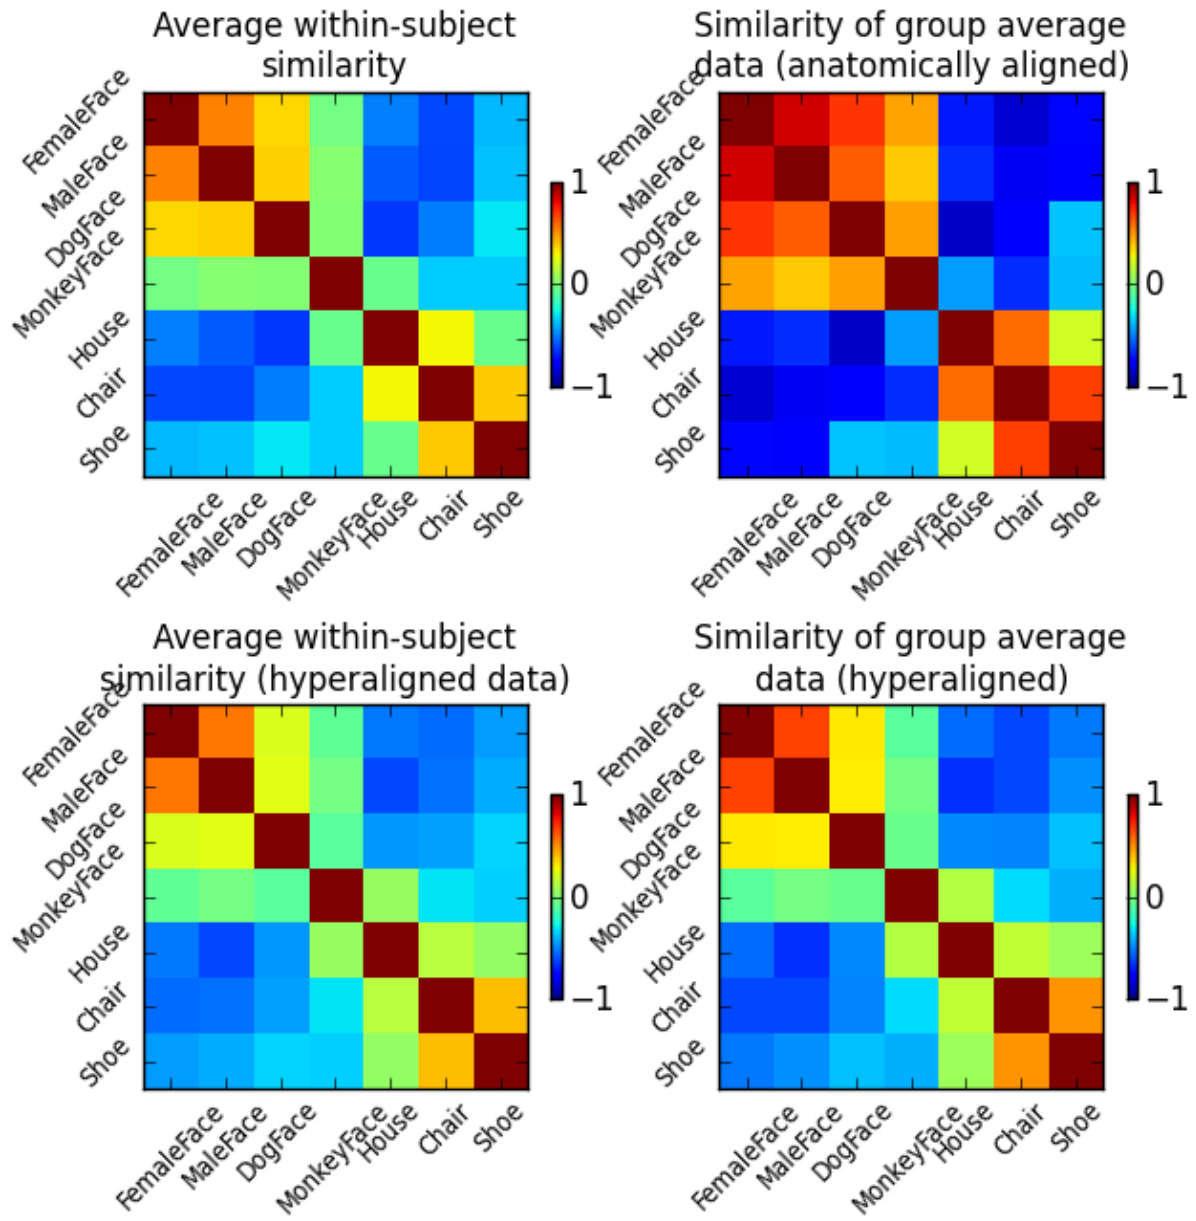 Average within-subject
similarity
FemaleFace
MaleFace
DogFace
MonkeyFace
House
Chair
Shoe
1
0
−1
FemaleFace
MaleFace
DogFace
MonkeyFace
House
Chair
Shoe
Similarity of group average
data (anatomically aligned)
FemaleFace
MaleFace
DogFace
MonkeyFace
House
Chair
Shoe
1
0
−1
FemaleFace
MaleFace
DogFace
MonkeyFace
House
Chair
Shoe
Average within-subject
similarity (hyperaligned data)
FemaleFace
MaleFace
DogFace
MonkeyFace
House
Chair
Shoe
1
0
−1
FemaleFace
MaleFace
DogFace
MonkeyFace
House
Chair
Shoe
Similarity of group average
data (hyperaligned)
FemaleFace
MaleFace
DogFace
MonkeyFace
House
Chair
Shoe
1
0
−1
FemaleFace
MaleFace
DogFace
MonkeyFace
House
Chair
Shoe